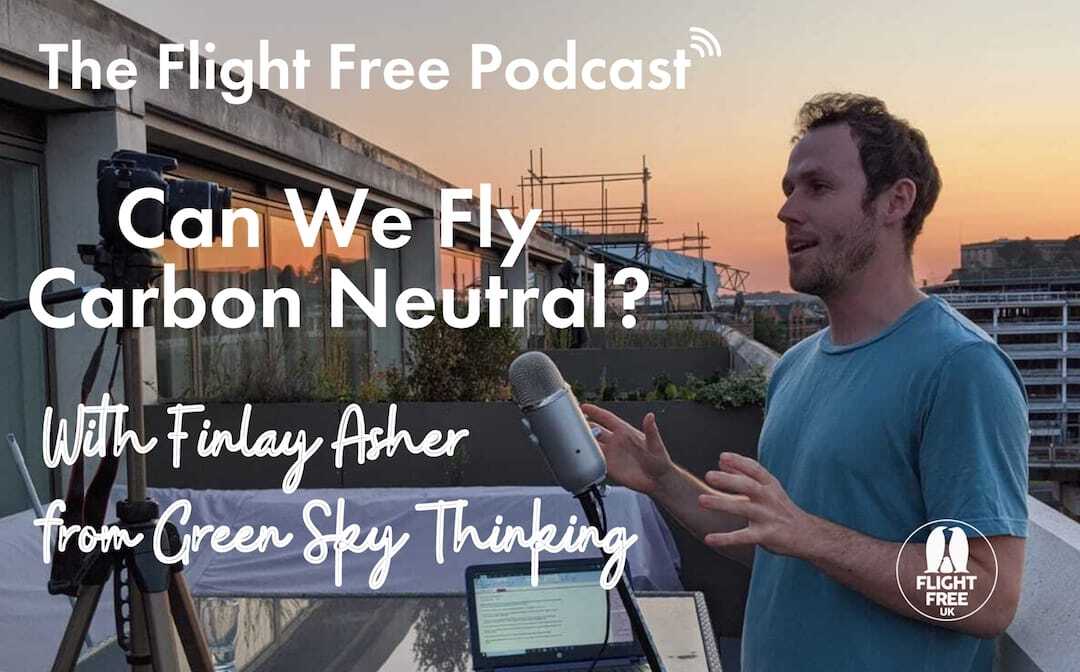 The Flight Free Podcast
Can We Fly
Carbon Neutral?
With Finlay Asher
from Green Sky Thinking
FLIGHT
FREE
UK